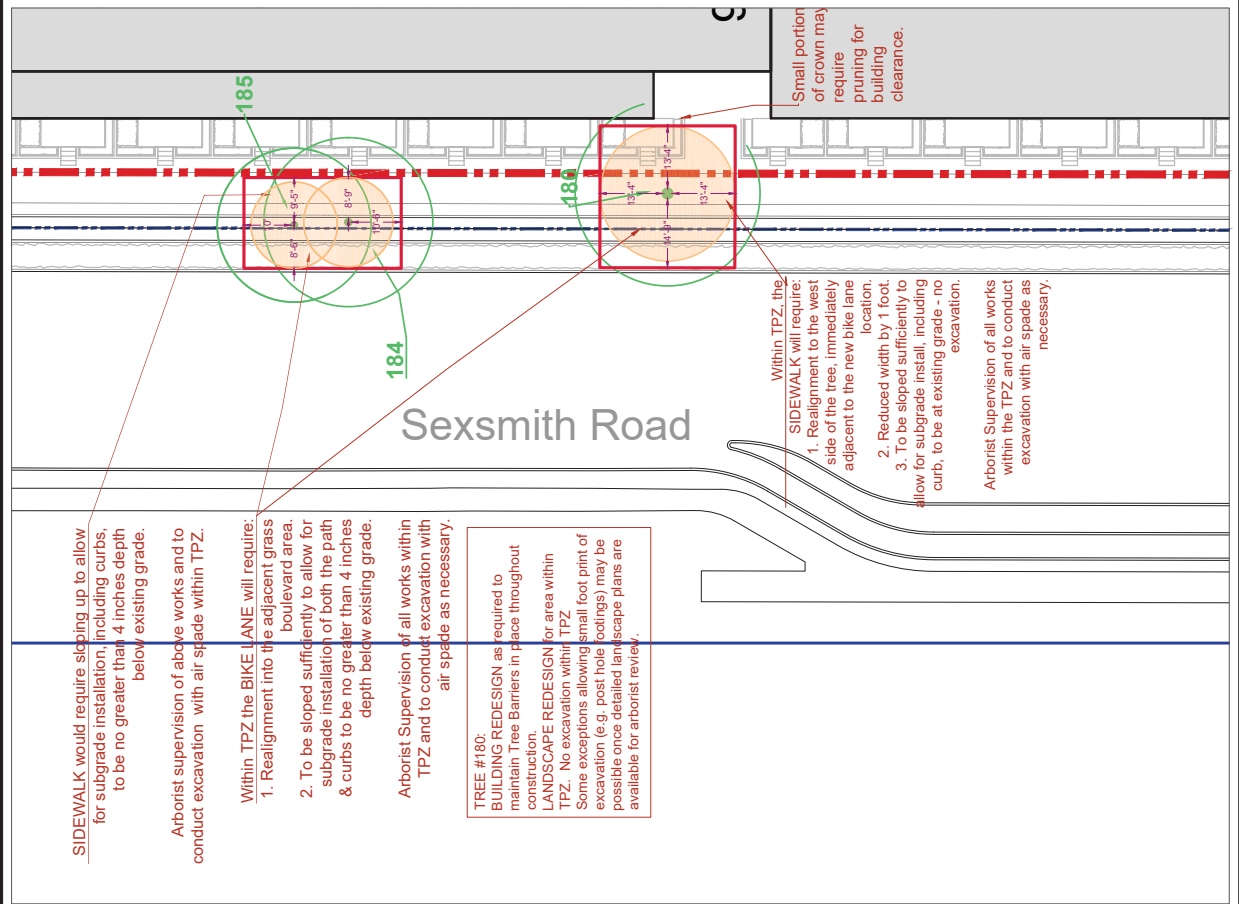 g
Small portion
of crown may
require
pruning for
building
clearance.
185
184
180
9'-5"
8'-6"
8'-9"
10'-6"
13'-4"
13'-4"
13'-4"
14'-9"
Sexsmith Road
Within TPZ, the
SIDEWALK will require:
1. Realignment to the west
side of the tree, immediately
adjacent to the new bike lane
location.
2. Reduced width by 1 foot.
3. To be sloped sufficiently to
allow for subgrade install, including
curb, to be at existing grade - no
excavation.
Arborist Supervision of all works
within the TPZ and to conduct
excavation with air spade as
necessary.
SIDEWALK would require sloping up to allow
for subgrade installation, including curbs,
to be no greater than 4 inches depth
below existing grade.
Arborist supervision of above works and to
conduct excavation with air spade within TPZ.
Within TPZ the BIKE LANE will require:
1. Realignment into the adjacent grass
boulevard area.
2. To be sloped sufficiently to allow for
subgrade installation of both the path
& curbs to be no greater than 4 inches
depth below existing grade.
Arborist Supervision of all works within
TPZ and to conduct excavation with
air spade as necessary.
TREE #180:
BUILDING REDESIGN as required to
maintain Tree Barriers in place throughout
construction.
LANDSCAPE REDESIGN for area within
TPZ. No excavation within TPZ
Some exceptions allowing small foot print of
excavation (e.g. post hole footings) may be
possible once detailed landscape plans are
available for arborist review.